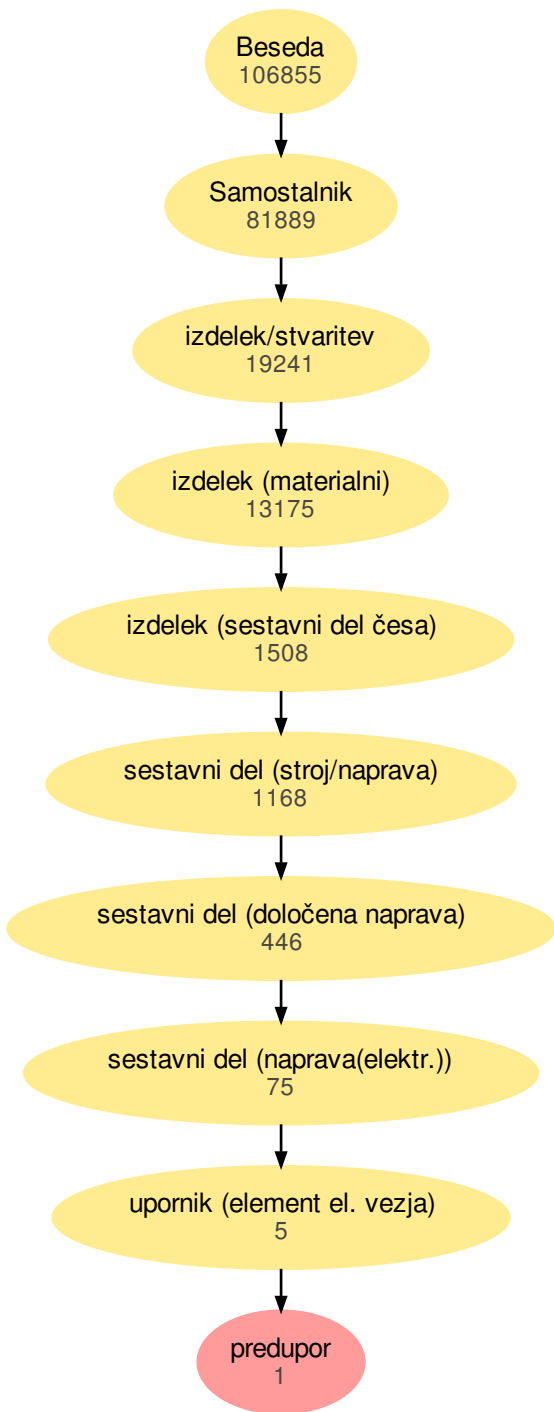 Beseda
106855
Samostalnik
81889
izdelek/stvaritev
19241
izdelek (materialni)
13175
izdelek (sestavni del česa)
1508
sestavni del (stroj/naprava)
1168
sestavni del (določena naprava)
446
sestavni del (naprava(elektr.))
75
upornik (element el. vezja)
5
predupor
1